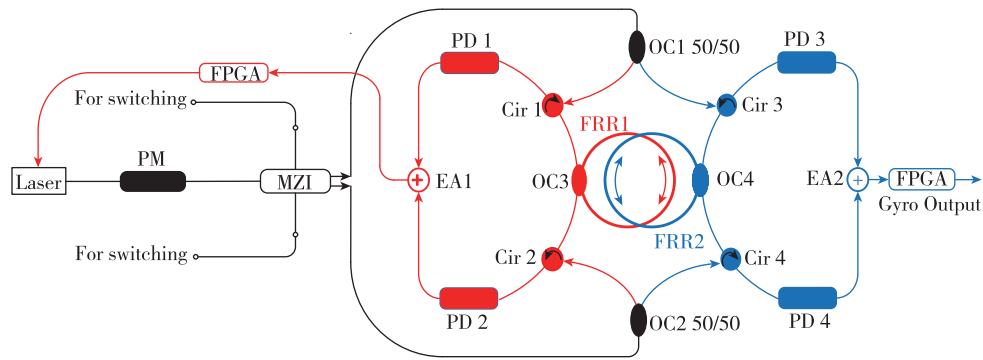 PD 1
OC1 50/50
PD 3
FPGA
For switching
Cir 1
Cir 3
FRR1
PM
Laser
MZI
EA1
OC3
OC4
EA2
FPGA
Gyro Output
FRR2
For switching
Cir 2
Cir 4
PD 2
OC2 50/50
PD 4